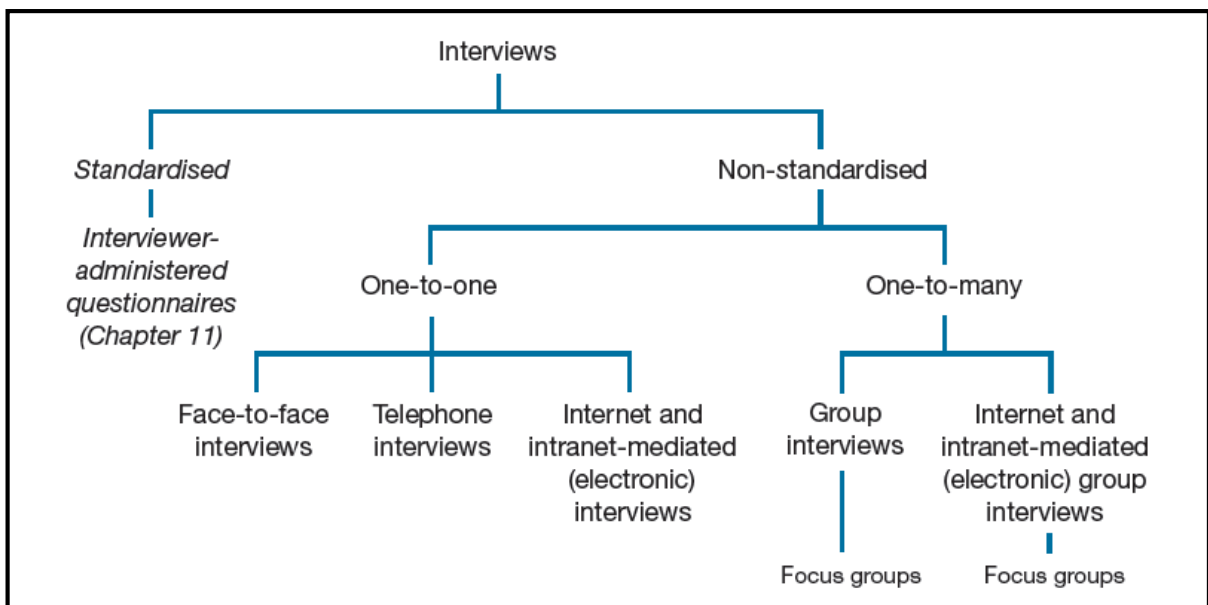 Interviews
Standardised
Non-standardised
Interviewer-
administered
questionnaires
(Chapter 11)
One-to-one
One-to-many
Face-to-face
interviews
Telephone
interviews
Internet and
intranet-mediated
(electronic)
interviews
Group
interviews
Internet and
intranet-mediated
(electronic) group
interviews
Focus groups
Focus groups